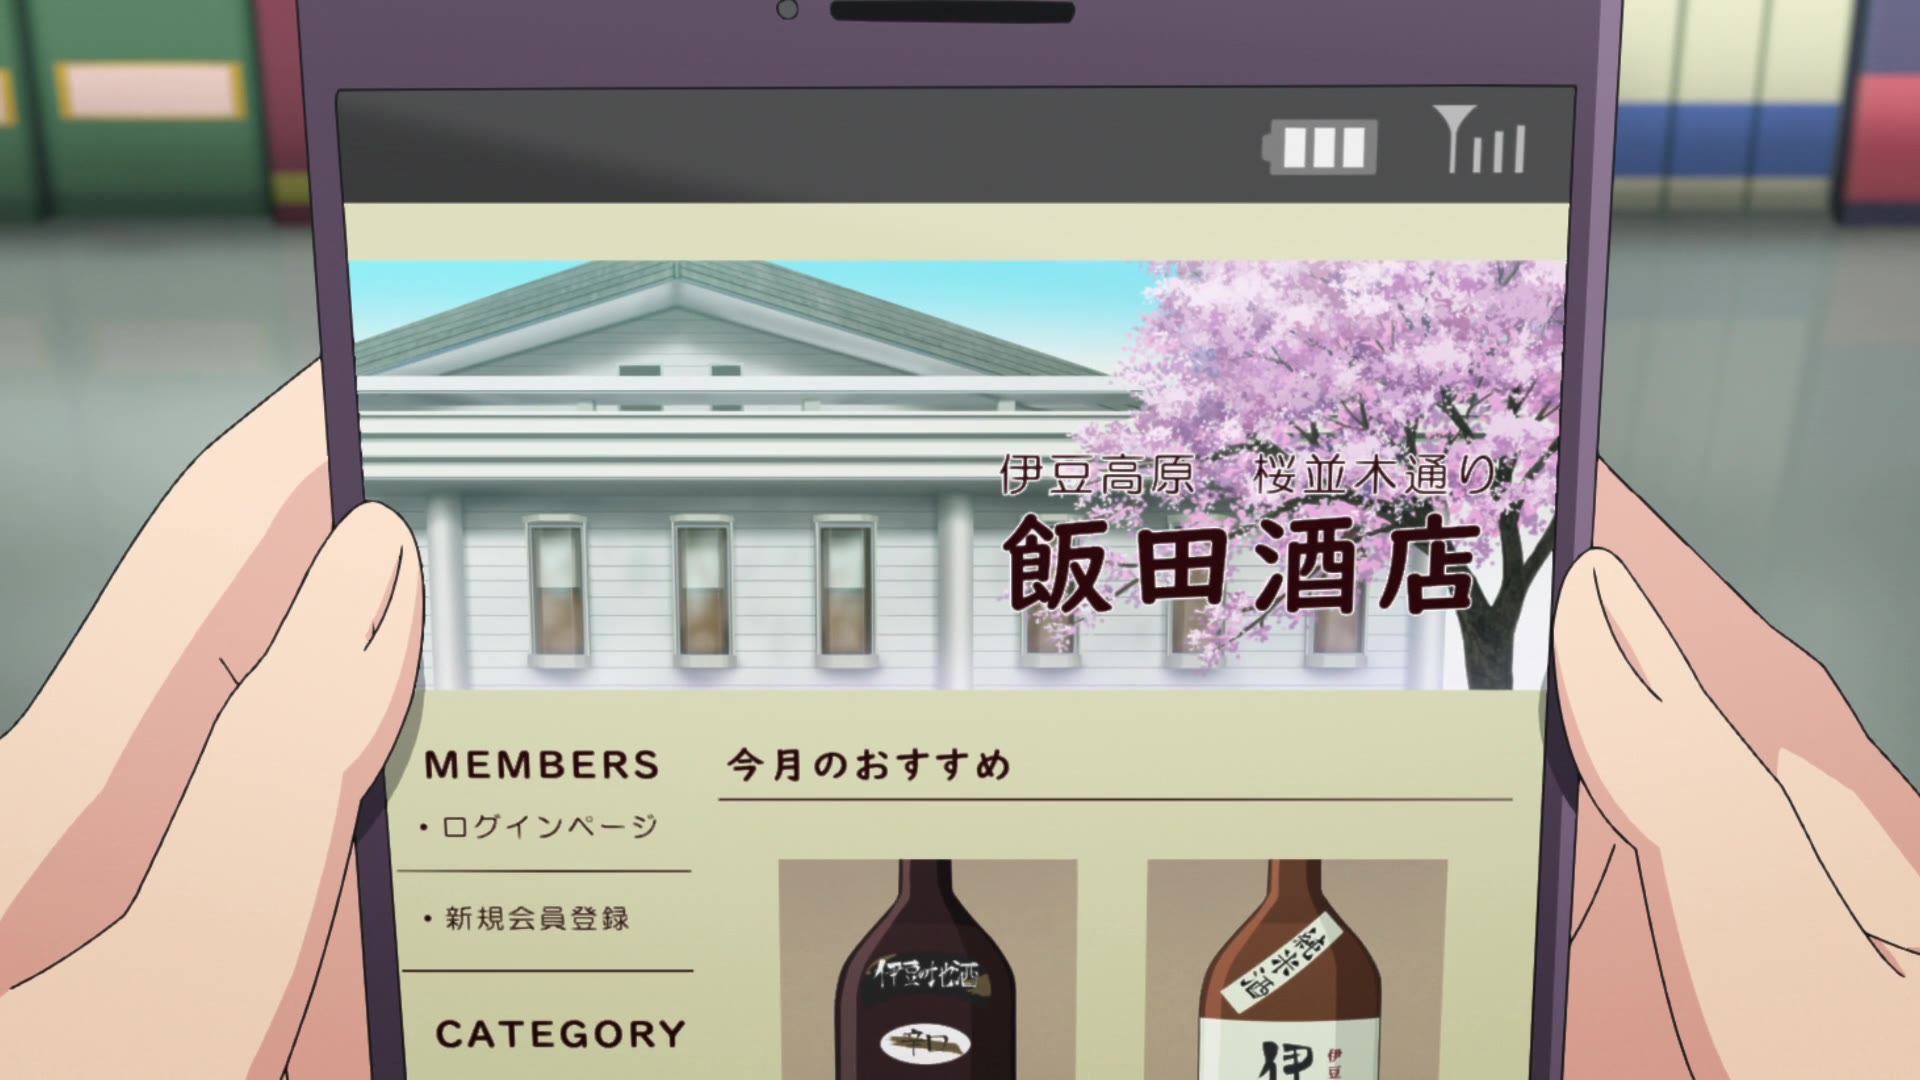 伊豆高原　桜並木通り
飯田酒店
MEMBERS
・ログインページ
・新規会員登録
CATEGORY
今月のおすすめ
伊豆の地酒
辛口
純米酒
伊
伊豆